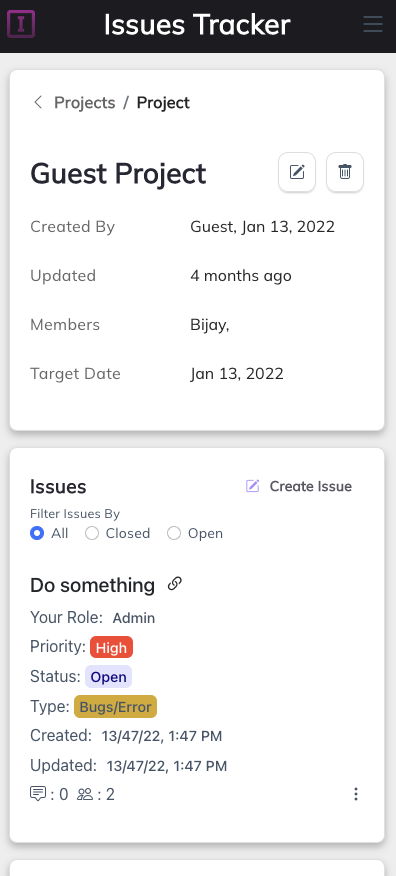 I
Issues Tracker
Projects / Project
Guest Project
Created By Guest, Jan 13, 2022
Updated 4 months ago
Members Bijay,
Target Date Jan 13, 2022
Issues Create Issue
Filter Issues By
All Closed Open
Do something
Your Role: Admin
Priority: High
Status: Open
Type: Bugs/Error
Created: 13/47/22, 1:47 PM
Updated: 13/47/22, 1:47 PM
: 0 : 2